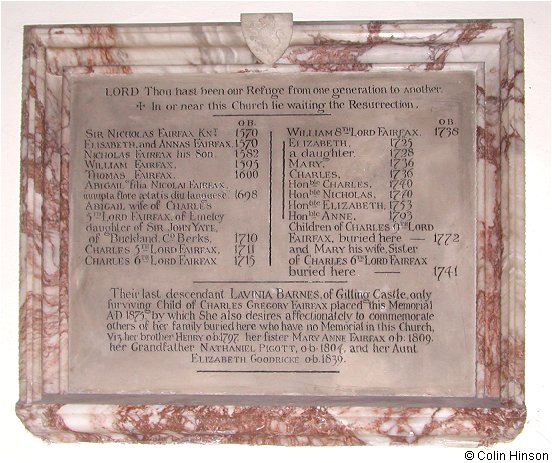 LORD Thou hast been our Refuge from one generation to another.
✠ In or near this Church lie waiting the Resurrection.
OB
SIR NICHOLAS FAIRFAX KNT 1570
ELISABETH, and ANNAS FAIRFAX. 1570
NICHOLAS FAIRFAX his Son. 1582
WILLIAM FAIRFAX, 1595
THOMAS FAIRFAX. 1600
ABIGAIL filia NICOLAI FAIRFAX,
innupta flore ætatis diu languesc 1698
ABIGAIL wife of CHARLES
5TH LORD FAIRFAX, of Emeley
daughter of SIR JOHN YATE,
of Buckland, Co Berks. 1710
CHARLES 5TH LORD FAIRFAX. 1711
CHARLES 6TH LORD FAIRFAX 1715
OB
WILLIAM 8TH LORD FAIRFAX. 1738
ELIZABETH, 1725
a daughter. 1728
MARY, 1736
CHARLES, 1736
Honble CHARLES, 1740
Honble NICHOLAS, 1740
Honble ELIZABETH, 1753
Honble ANNE, 1793
Children of CHARLES 9TH LORD
FAIRFAX, buried here — 1772
and MARY his wife, Sister
of CHARLES 6TH LORD FAIRFAX
buried here — 1741
Their last descendant LAVINIA BARNES, of Gilling Castle, only
surviving Child of CHARLES GREGORY FAIRFAX placed this Memorial
AD 1875 by which She also desires affectionately to commemorate
others of her family buried here who have no Memorial in this Church,
Viz her brother HENRY ob. 1797, her sister MARY ANNE FAIRFAX ob. 1809,
her Grandfather NATHANIEL PIGOTT, ob. 1804, and her Aunt
ELIZABETH GOODRICKE ob. 1839.
© Colin Hinson